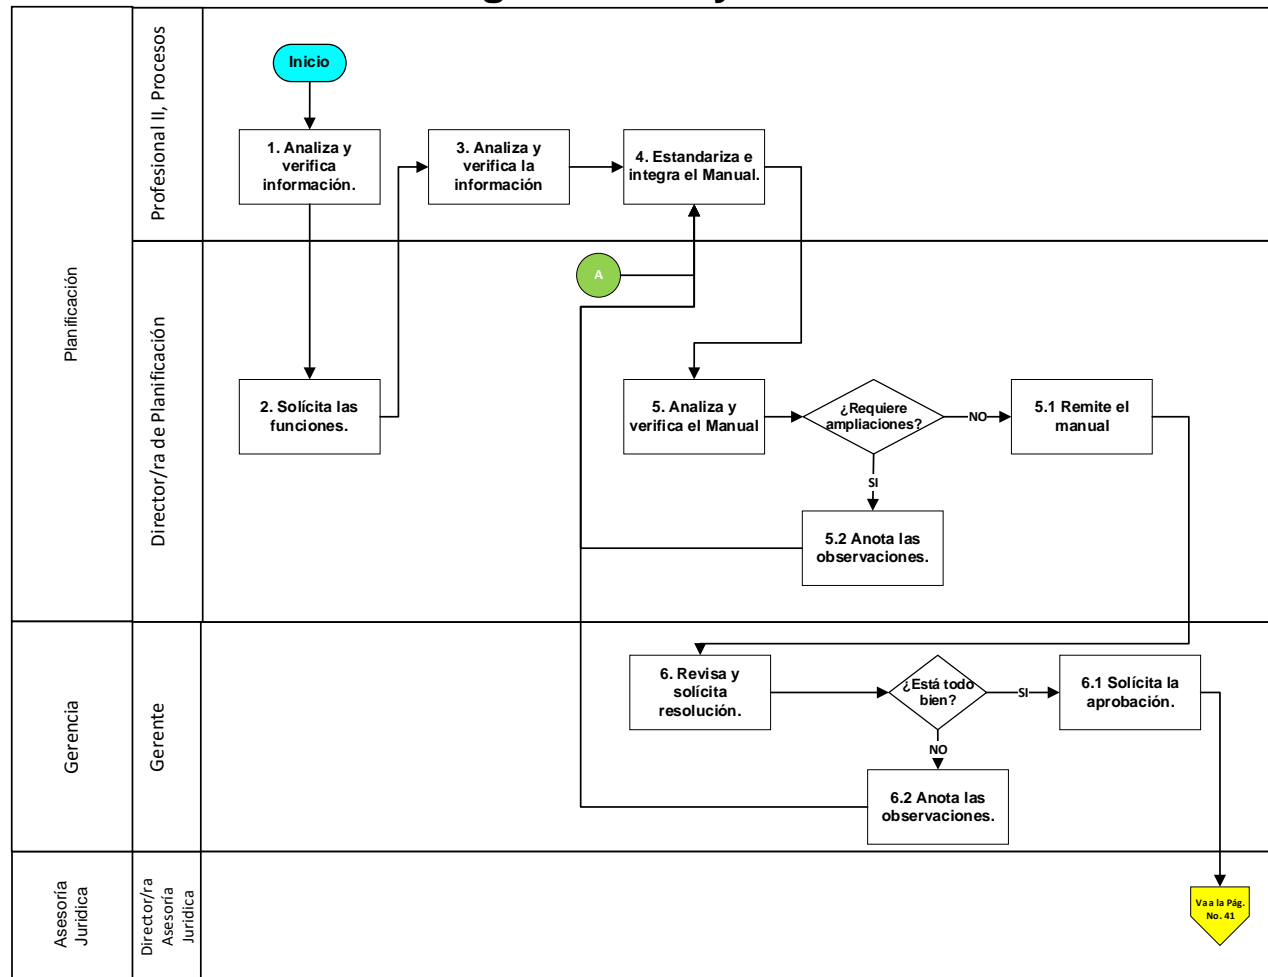 Planificación
Profesional II, Procesos
Inicio
1. Analiza y
verifica
información.
3. Analiza y
verifica la
información
4. Estandariza e
integra el Manual.
Director/ra de Planificación
A
2. Solícita las
funciones.
5. Analiza y
verifica el Manual
¿Requiere
ampliaciones?
NO
5.1 Remite el
manual
SI
5.2 Anota las
observaciones.
Gerencia
Gerente
6. Revisa y
solícita
resolución.
¿Está todo
bien?
SI
6.1 Solícita la
aprobación.
NO
6.2 Anota las
observaciones.
Asesoría
Juridica
Director/ra
Asesoría
Juridica
Va a la Pág.
No. 41